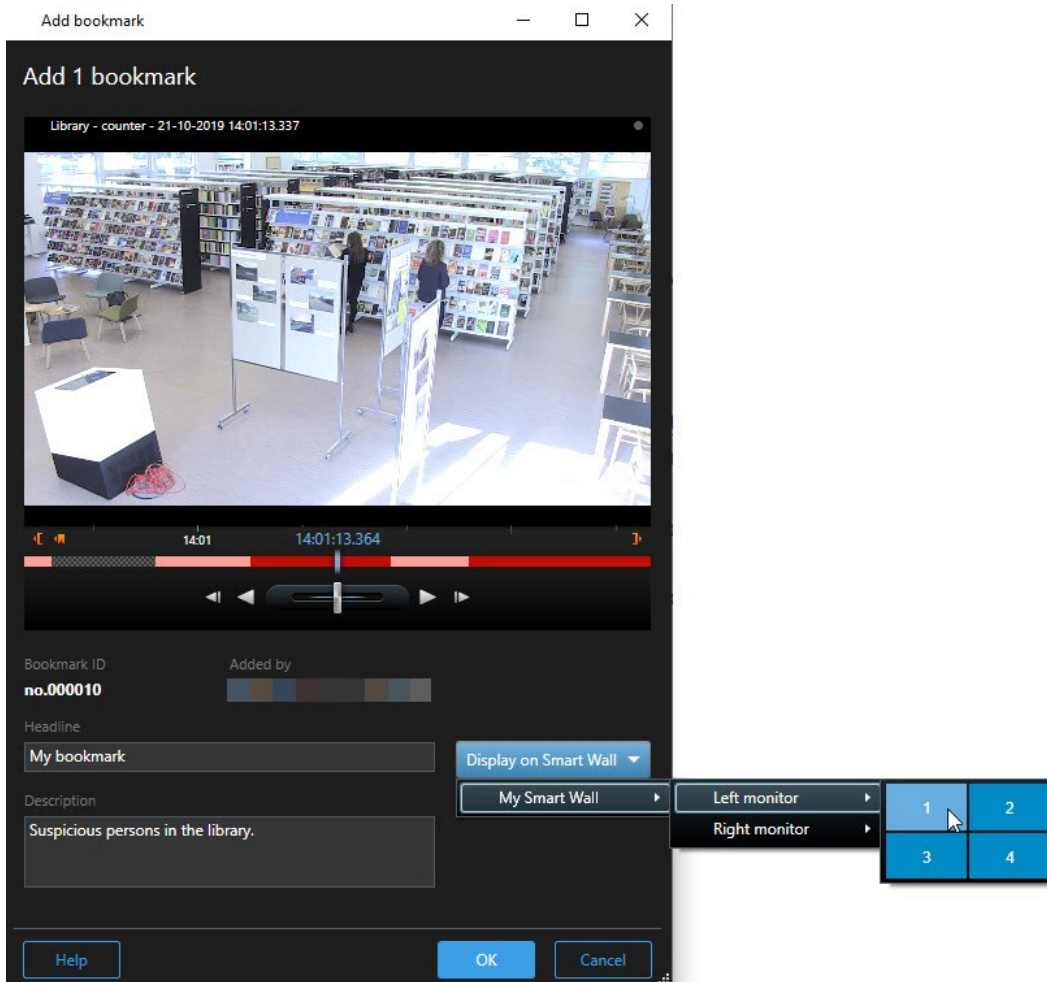 Add bookmark
Add 1 bookmark
Library - counter - 21-10-2019 14:01:13.337
14:01
14:01:13.364
Bookmark ID
Added by
no.000010
Headline
My bookmark
Display on Smart Wall
My Smart Wall
Left monitor
Right monitor
1
2
3
4
Description
Suspicious persons in the library.
Help
OK
Cancel